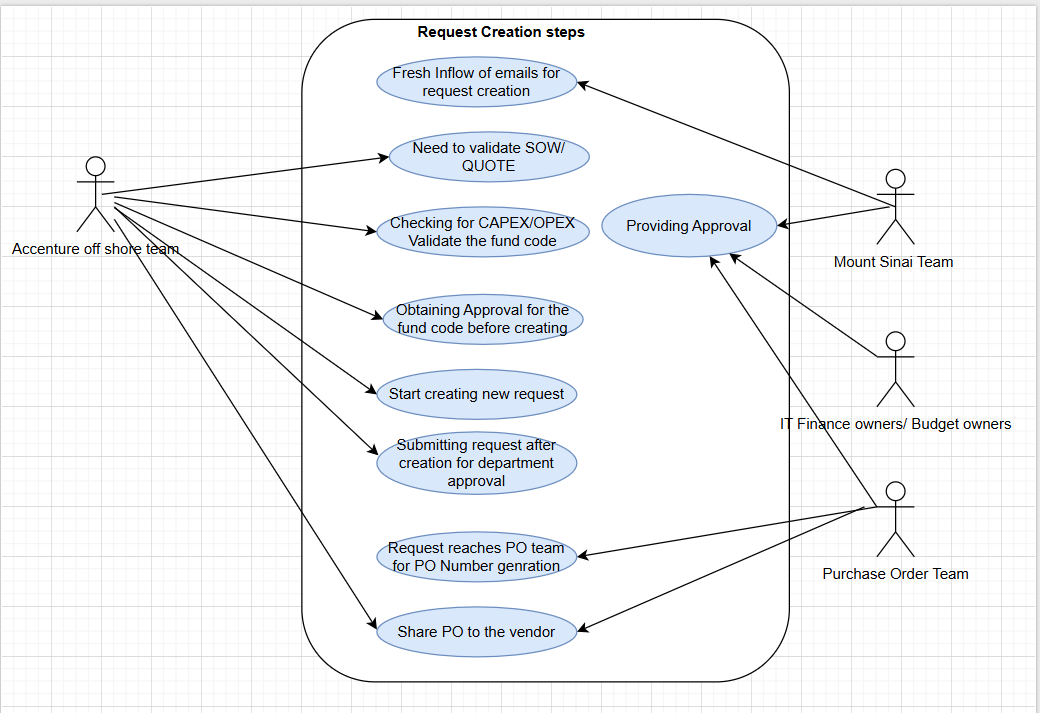 Request Creation steps
Fresh Inflow of emails for
request creation
Need to validate SOW/
QUOTE
Checking for CAPEX/OPEX
Validate the fund code
Providing Approval
Accenture off shore team
Mount Sinai Team
Obtaining Approval for the
fund code before creating
Start creating new request
IT Finance owners/ Budget owners
Submitting request after
creation for department
approval
Request reaches PO team
for PO Number genration
Purchase Order Team
Share PO to the vendor